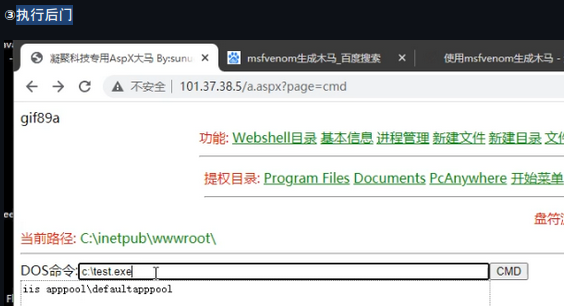 ③执行后门
凝聚科技专用AspX大马 By:sunu
msfvenom生成木马_百度搜索
使用msfvenom生成木马 -
不安全 101.37.38.5/a.aspx?page=cmd
gif89a
功能: Webshell目录 基本信息 进程管理 新建文件 新建目录
提权目录: Program Files Documents PcAnywhere 开始菜单
当前路径: C:\inetpub\wwwroot\
DOS命令: c:\test.exe CMD
iis apppool\defaultapppool